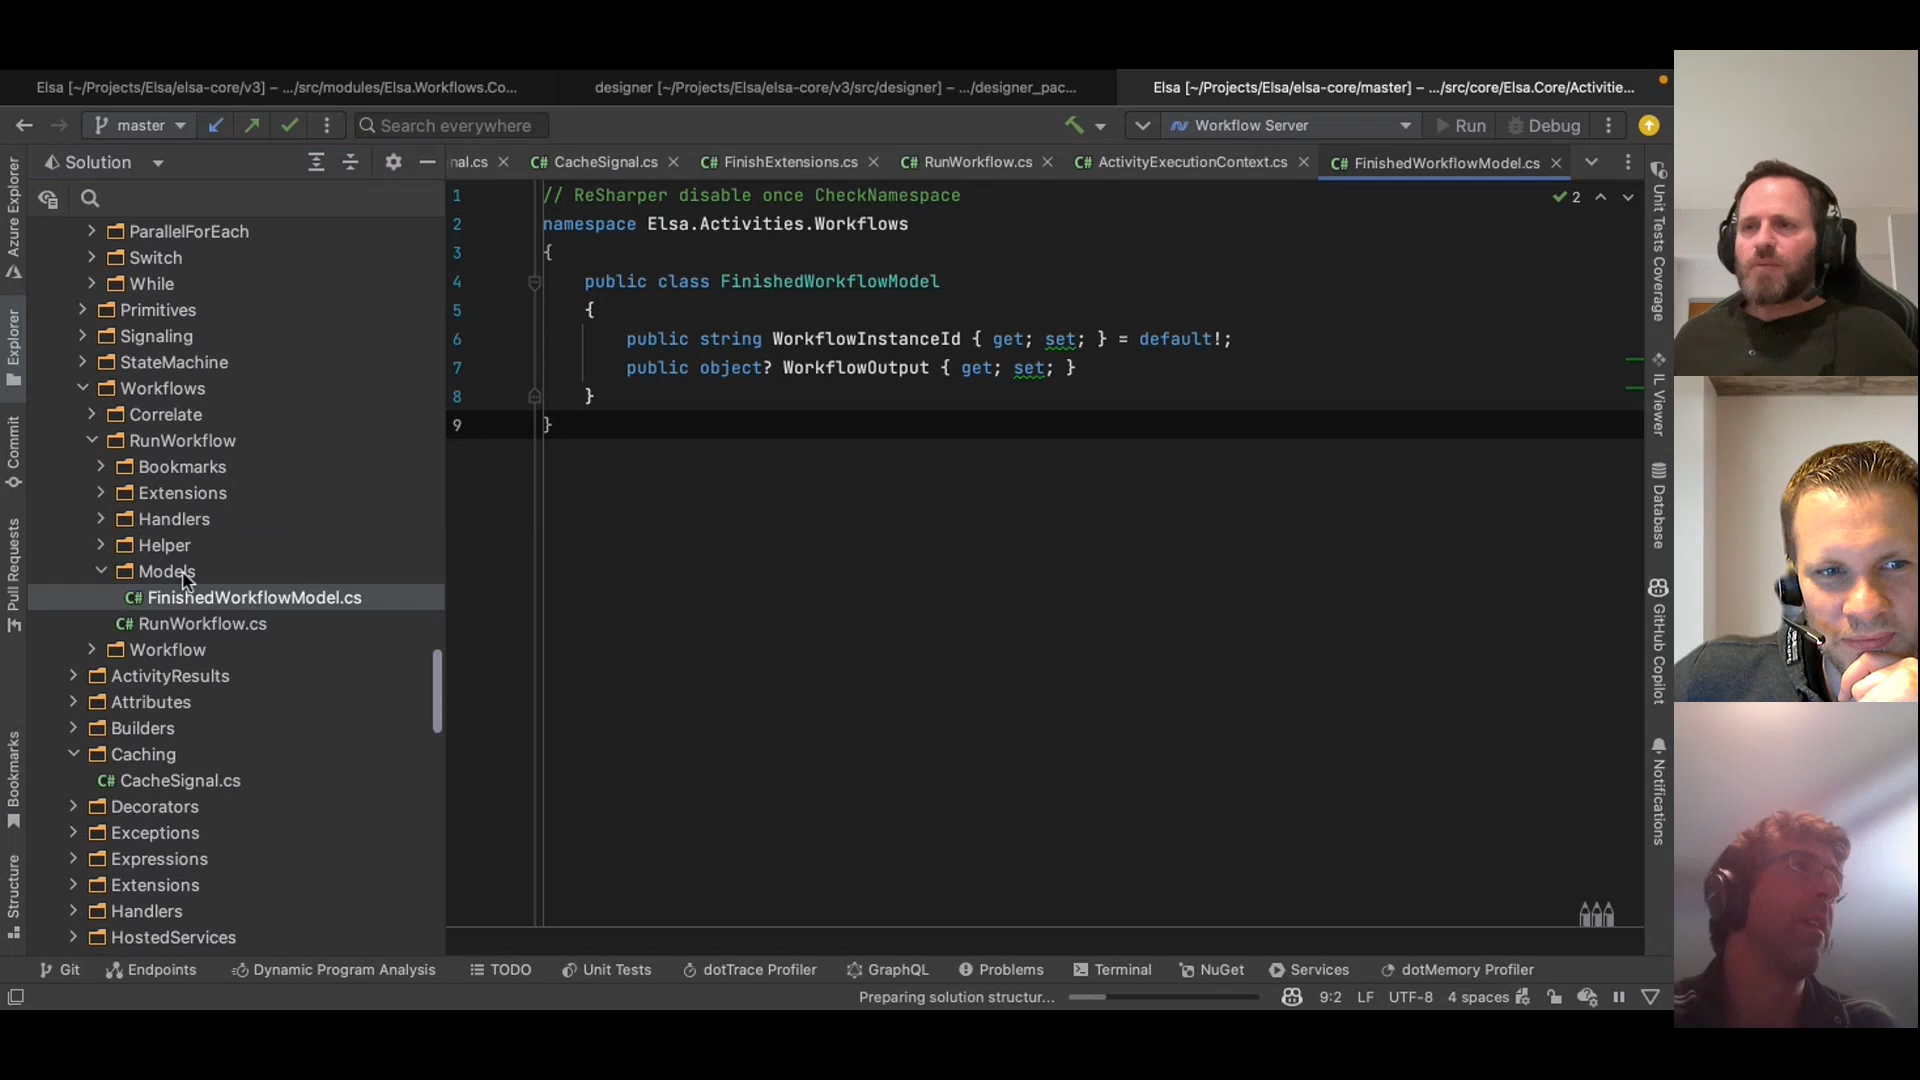 Elsa [~/Projects/Elsa/elsa-core/v3] – .../src/modules/Elsa.Workflows.Co...
designer [~/Projects/Elsa/elsa-core/v3/src/designer] – .../designer_pac...
Elsa [~/Projects/Elsa/elsa-core/master] – .../src/core/Elsa.Core/Activitie...
master
Search everywhere
Workflow Server
Run
Debug
Solution
nal.cs
C# CacheSignal.cs
C# FinishExtensions.cs
C# RunWorkflow.cs
C# ActivityExecutionContext.cs
C# FinishedWorkflowModel.cs
Azure Explorer
Explorer
Commit
Pull Requests
Bookmarks
Structure
ParallelForEach
Switch
While
Primitives
Signaling
StateMachine
Workflows
Correlate
RunWorkflow
Bookmarks
Extensions
Handlers
Helper
Models
C# FinishedWorkflowModel.cs
C# RunWorkflow.cs
Workflow
ActivityResults
Attributes
Builders
Caching
C# CacheSignal.cs
Decorators
Exceptions
Expressions
Extensions
Handlers
HostedServices
1 // ReSharper disable once CheckNamespace
2 namespace Elsa.Activities.Workflows
3 {
4 public class FinishedWorkflowModel
5 {
6 public string WorkflowInstanceId { get; set; } = default!;
7 public object? WorkflowOutput { get; set; }
8 }
9 }
2
Unit Tests Coverage
IL Viewer
Database
GitHub Copilot
Notifications
Git
Endpoints
Dynamic Program Analysis
TODO
Unit Tests
dotTrace Profiler
GraphQL
Problems
Terminal
NuGet
Services
dotMemory Profiler
Preparing solution structur...
9:2
LF
UTF-8
4 spaces